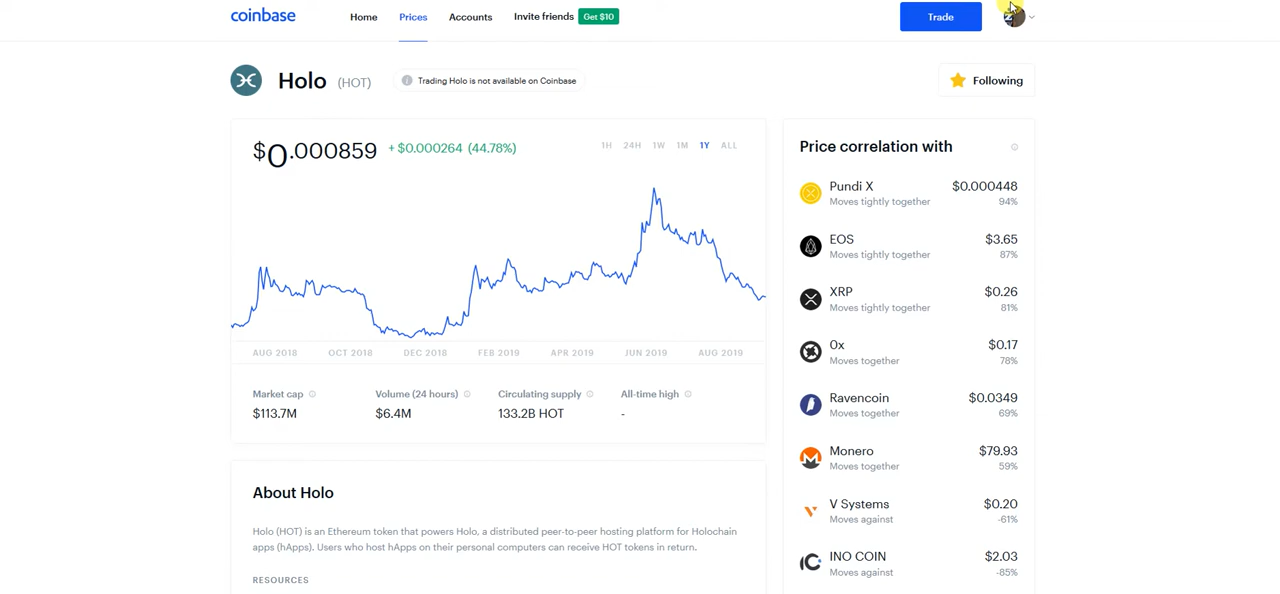 coinbase
Home
Prices
Accounts
Invite friends
Get $10
Trade
Holo (HOT)
Trading Holo is not available on Coinbase
Following
$0.000859
+ $0.000264 (44.78%)
1H 24H 1W 1M 1Y ALL
AUG 2018 OCT 2018 DEC 2018 FEB 2019 APR 2019 JUN 2019 AUG 2019
Market cap
$113.7M
Volume (24 hours)
$6.4M
Circulating supply
133.2B HOT
All-time high
-
About Holo
Holo (HOT) is an Ethereum token that powers Holo, a distributed peer-to-peer hosting platform for Holochain
apps (hApps). Users who host hApps on their personal computers can receive HOT tokens in return.
RESOURCES
Price correlation with
Pundi X $0.000448
Moves tightly together 94%
EOS $3.65
Moves tightly together 87%
XRP $0.26
Moves tightly together 81%
0x $0.17
Moves together 78%
Ravencoin $0.0349
Moves together 69%
Monero $79.93
Moves together 59%
V Systems $0.20
Moves against -61%
INO COIN $2.03
Moves against -85%